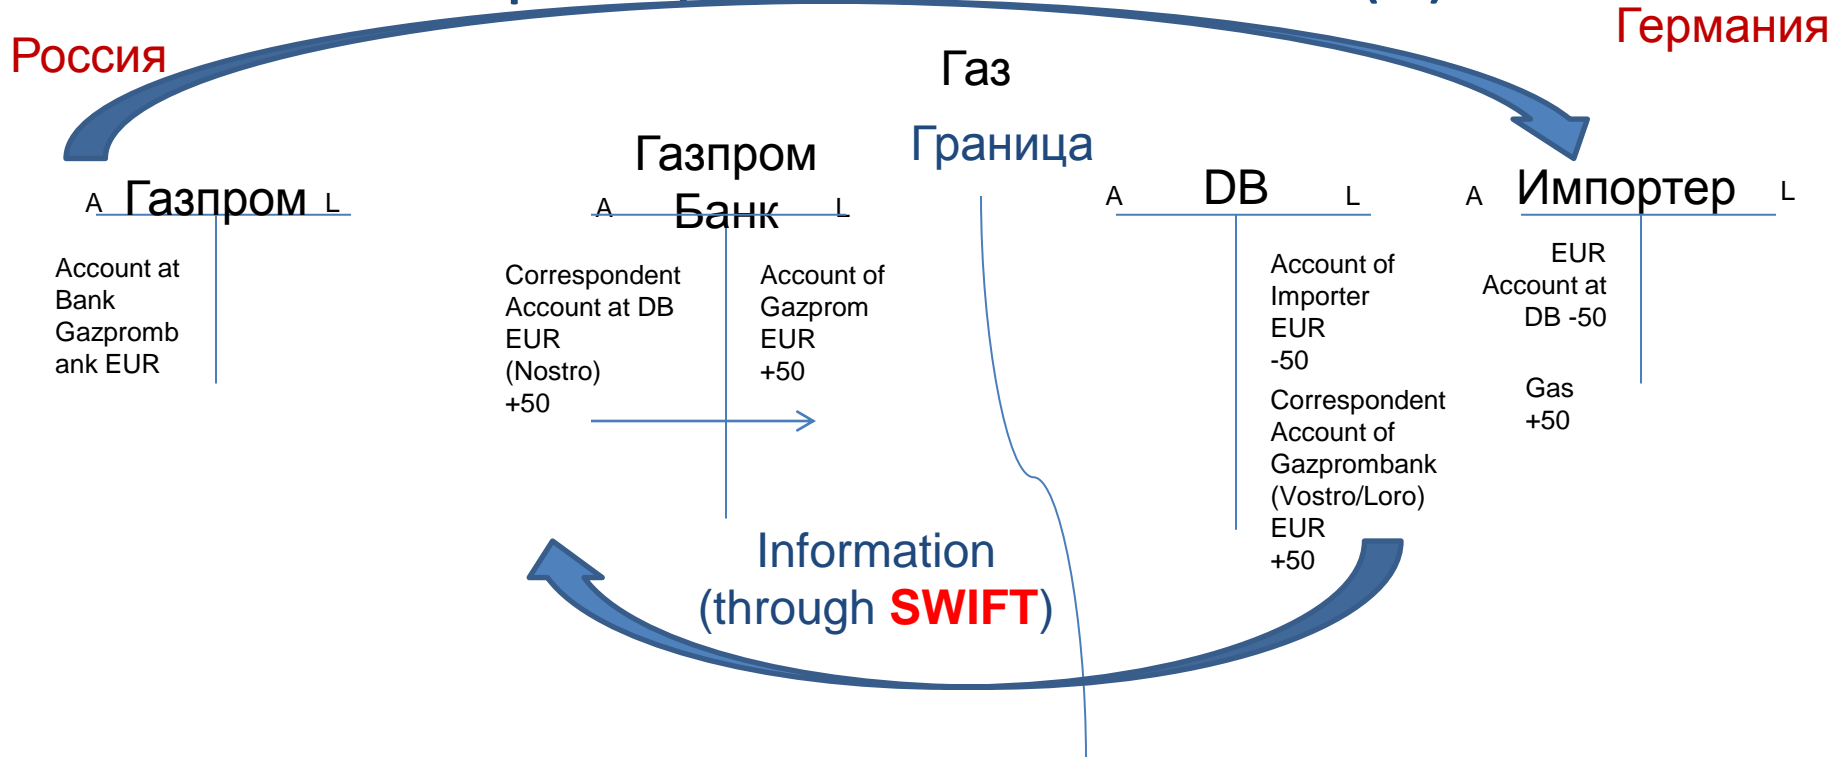 Россия
Германия
Газ
Граница
A Газпром L
Account at
Bank
Gazpromb
ank EUR
Газпром
A Банк L
Correspondent
Account at DB
EUR
(Nostro)
+50
Account of
Gazprom
EUR
+50
A DB L
Account of
Importer
EUR
-50
Correspondent
Account of
Gazprombank
(Vostro/Loro)
EUR
+50
A Импортер L
EUR
Account at
DB -50
Gas
+50
Information
(through SWIFT)